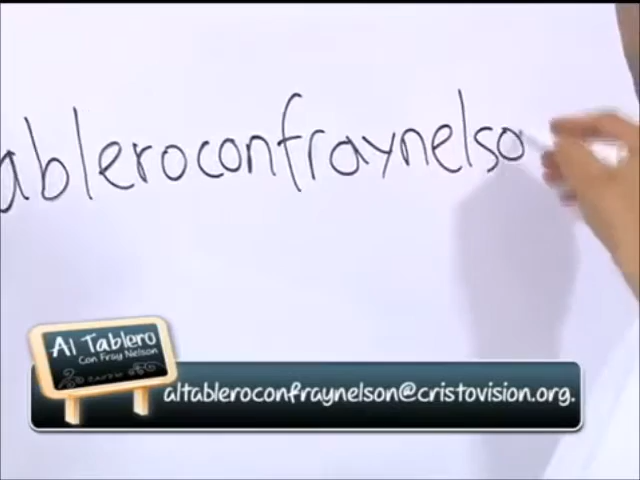 ableroconfraynelso
Al Tablero
Con Fray Nelson
altableroconfraynelson@cristovision.org.